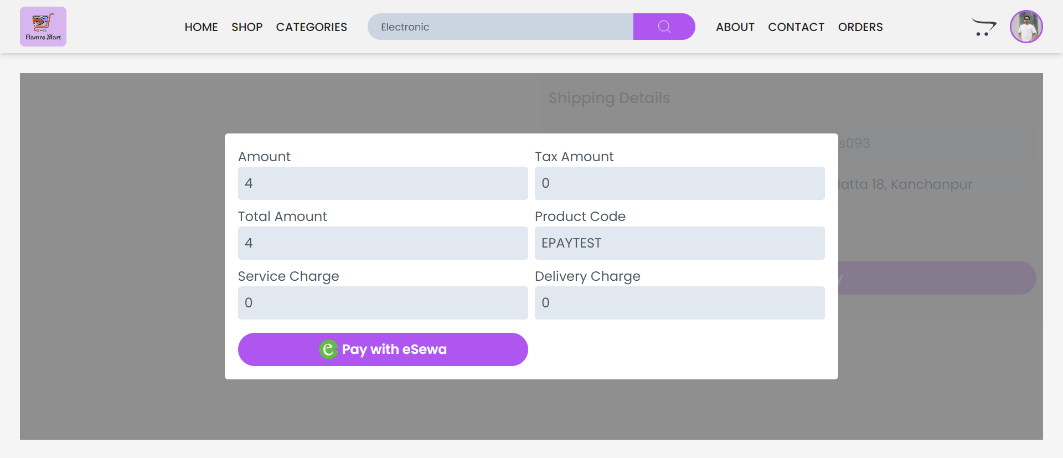 Flamro Mart
HOME SHOP CATEGORIES Electronic ABOUT CONTACT ORDERS
Shipping Details
s093
atta 18, Kanchanpur
y
Amount Tax Amount
4 0
Total Amount Product Code
4 EPAYTEST
Service Charge Delivery Charge
0 0
e Pay with eSewa